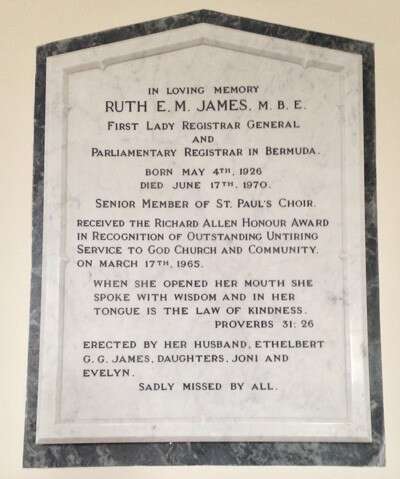 IN LOVING MEMORY
RUTH E. M. JAMES, M. B. E.
FIRST LADY REGISTRAR GENERAL
AND
PARLIAMENTARY REGISTRAR IN BERMUDA.
BORN MAY 4TH, 1926
DIED JUNE 17TH, 1970.
SENIOR MEMBER OF ST. PAUL'S CHOIR.
RECEIVED THE RICHARD ALLEN HONOUR AWARD
IN RECOGNITION OF OUTSTANDING UNTIRING
SERVICE TO GOD CHURCH AND COMMUNITY.
ON MARCH 17TH, 1965.
WHEN SHE OPENED HER MOUTH SHE
SPOKE WITH WISDOM AND IN HER
TONGUE IS THE LAW OF KINDNESS.
PROVERBS 31: 26
ERECTED BY HER HUSBAND, ETHELBERT
G. G. JAMES, DAUGHTERS, JONI AND
EVELYN.
SADLY MISSED BY ALL.